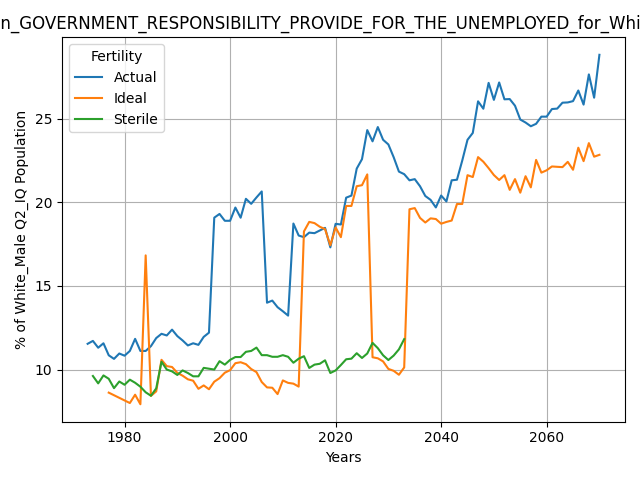 n_GOVERNMENT_RESPONSIBILITY_PROVIDE_FOR_THE_UNEMPLOYED_for_Whi
Fertility
Actual
Ideal
Sterile
% of White_Male Q2_IQ Population
25
20
15
10
1980 2000 2020 2040 2060
Years